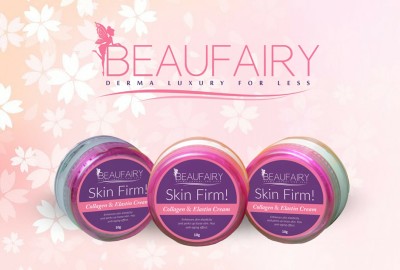 BEAUFAIRY
DERMA LUXURY FOR LESS
BEAUFAIRY
Skin Firm!
Collagen & Elastin Cream
BEAUFAIRY
Skin Firm!
Collagen & Elastin Cream
BEAUFAIRY
Skin Firm!
Collagen & Elastin Cream